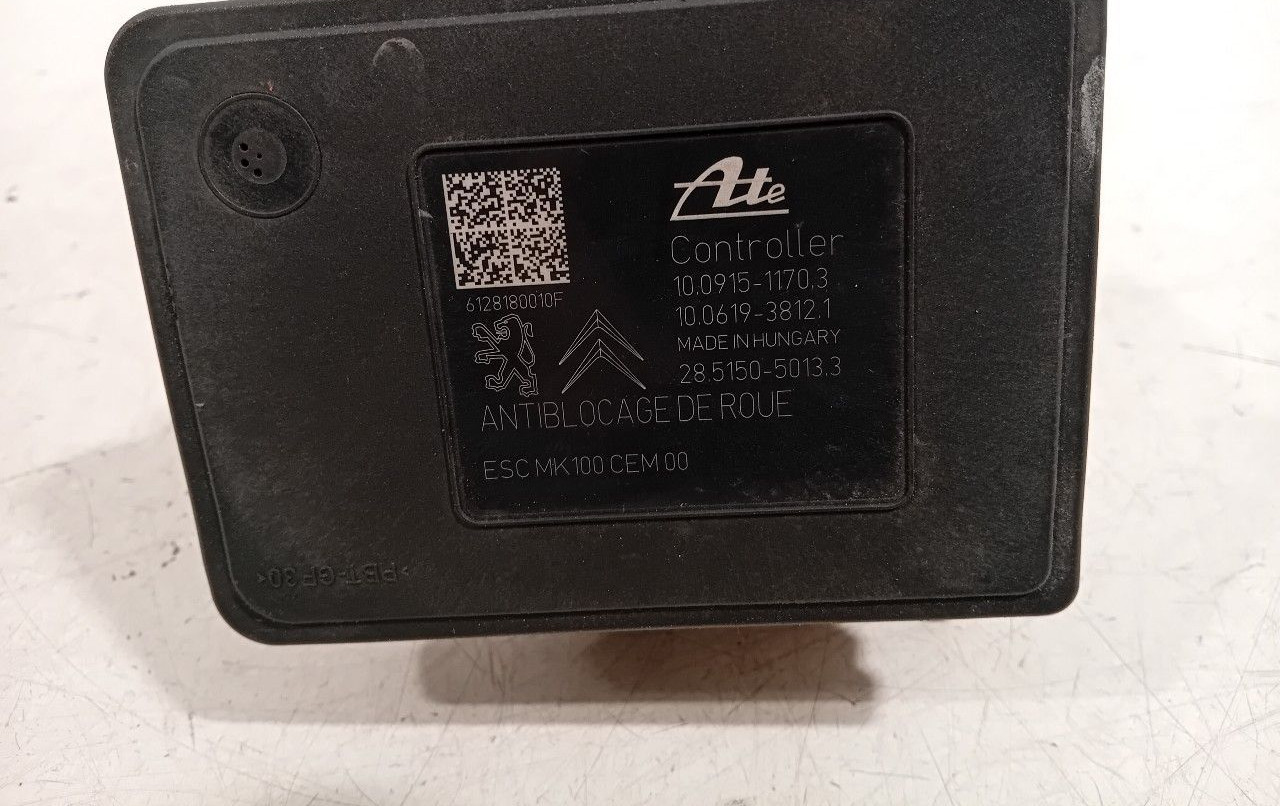 Ate
Controller
10.0915-1170.3
10.0619-3812.1
MADE IN HUNGARY
28.5150-5013.3
6128180010F
ANTIBLOCAGE DE ROUE
ESC MK100 CEM 00
>PBT-GF30<